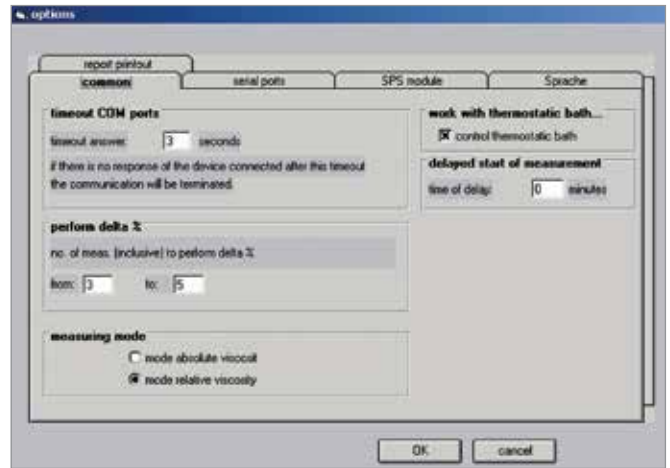 options
report printout
common
serial ports
SPS module
Sprache
timeout COM ports
timeout answer: 3 seconds
if there is no response of the device connected after this timeout
the communication will be terminated.
perform delta %
no. of meas. (inclusive) to perform delta %
from: 3 to: 5
measuring mode
mode absolute viscosit
mode relative viscosity
work with thermostatic bath...
control thermostatic bath
delayed start of measurement
time of delay: 0 minutes
OK
cancel